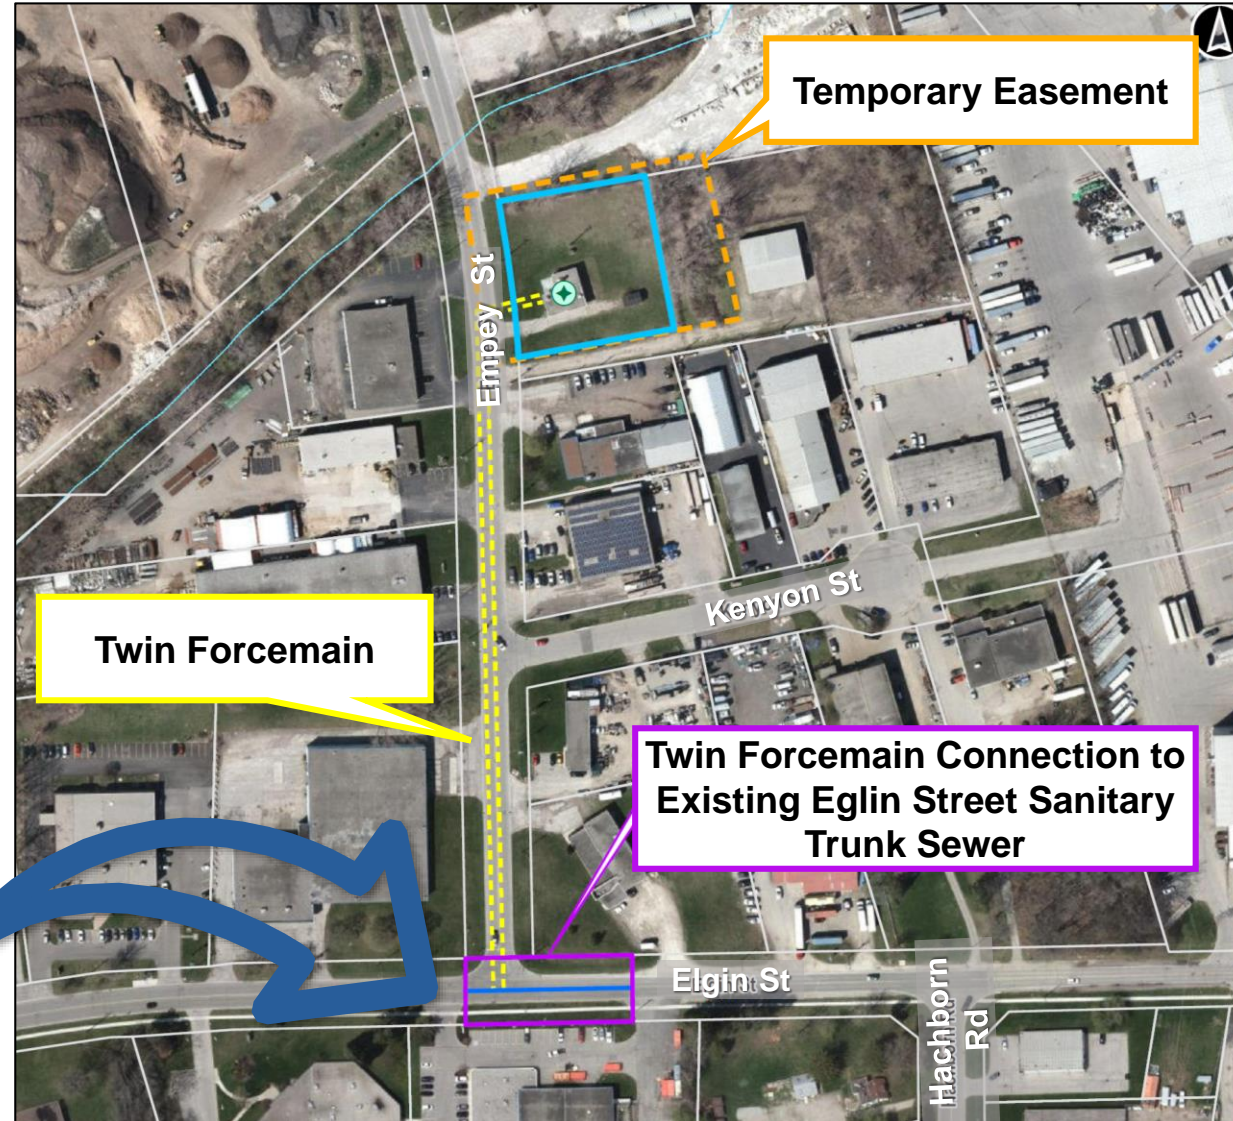 Temporary Easement
Empey St
Kenyon St
Twin Forcemain
Twin Forcemain Connection to
Existing Eglin Street Sanitary
Trunk Sewer
Elgin St
Hachborn
Rd